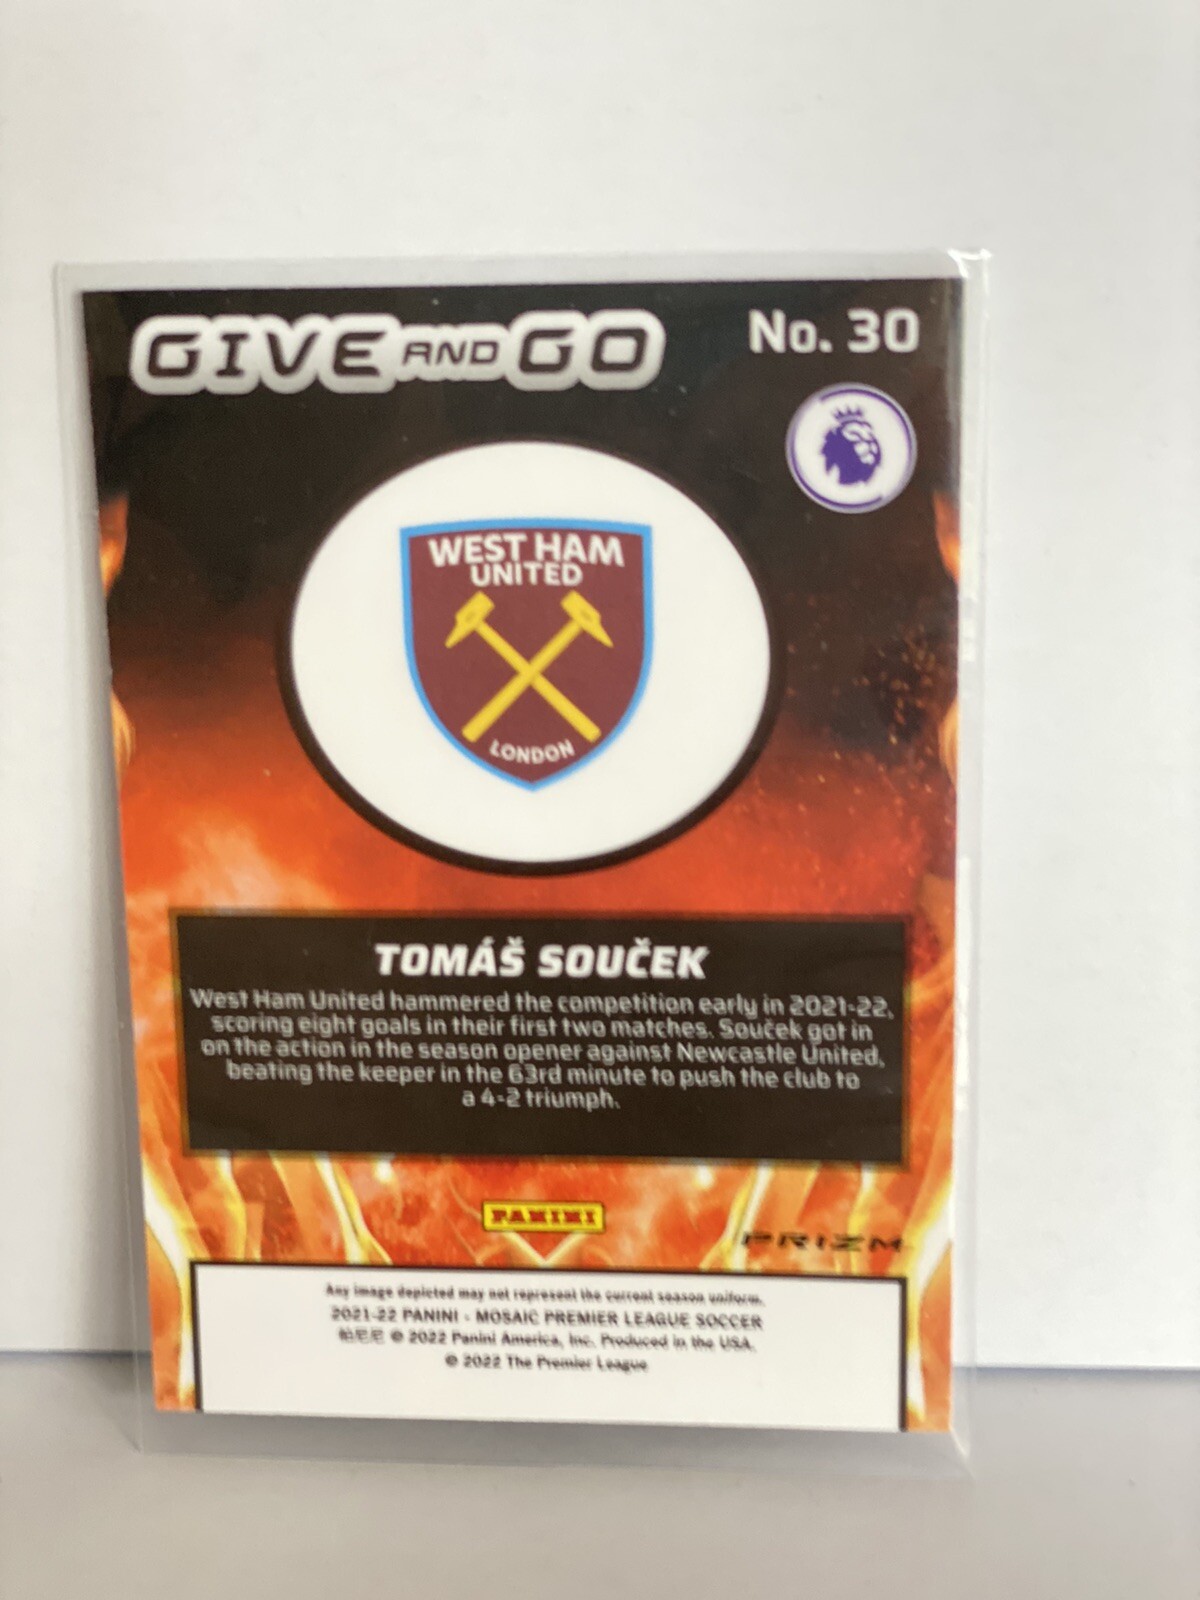 GIVE AND GO
No. 30
WEST HAM
UNITED
LONDON
TOMÁŠ SOUČEK
West Ham United hammered the competition early in 2021-22,
scoring eight goals in their first two matches. Souček got in
on the action in the season opener against Newcastle United,
beating the keeper in the 63rd minute to push the club to
a 4-2 triumph.
PANINI
PRIZM
Any image depicted may not represent the current season uniform.
2021-22 PANINI - MOSAIC PREMIER LEAGUE SOCCER
帕尼尼 © 2022 Panini America, Inc. Produced in the USA.
© 2022 The Premier League